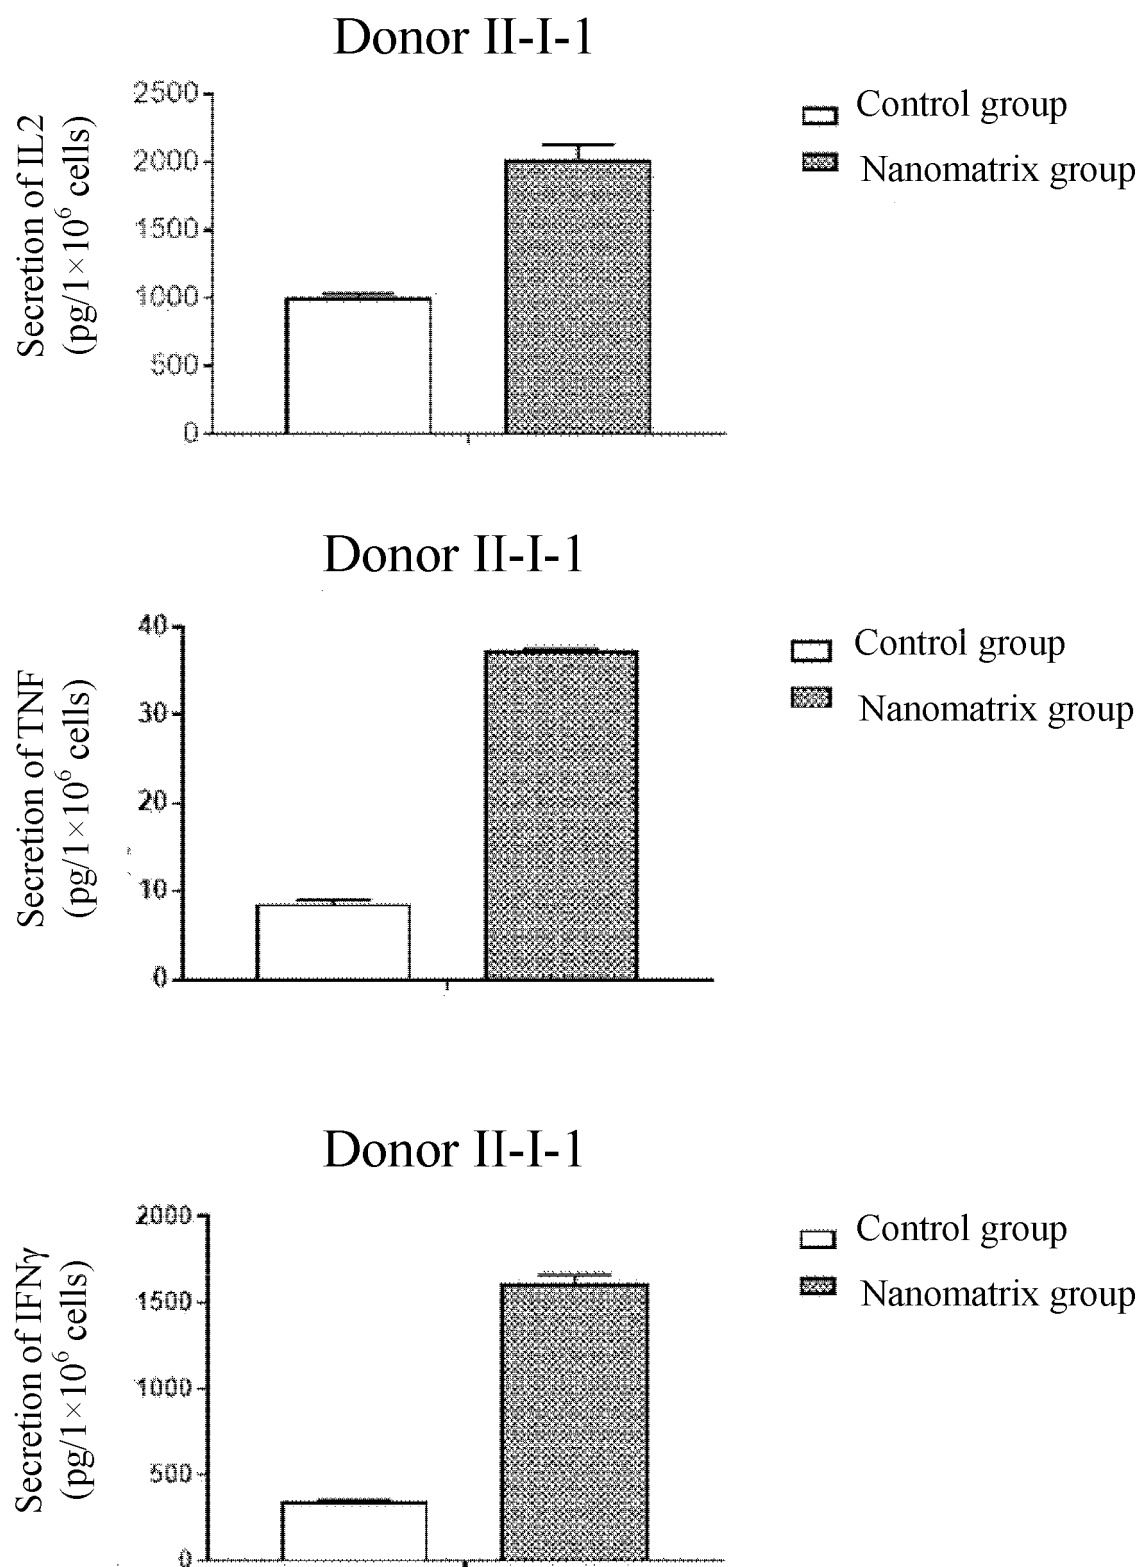 Donor II-I-1
Secretion of IL2
(pg/1×10⁶ cells)
2500
2000
1500
1000
500
0
Control group
Nanomatrix group
Donor II-I-1
Secretion of TNF
(pg/1×10⁶ cells)
40
30
20
10
0
Control group
Nanomatrix group
Donor II-I-1
Secretion of IFNγ
(pg/1×10⁶ cells)
2000
1500
1000
500
0
Control group
Nanomatrix group